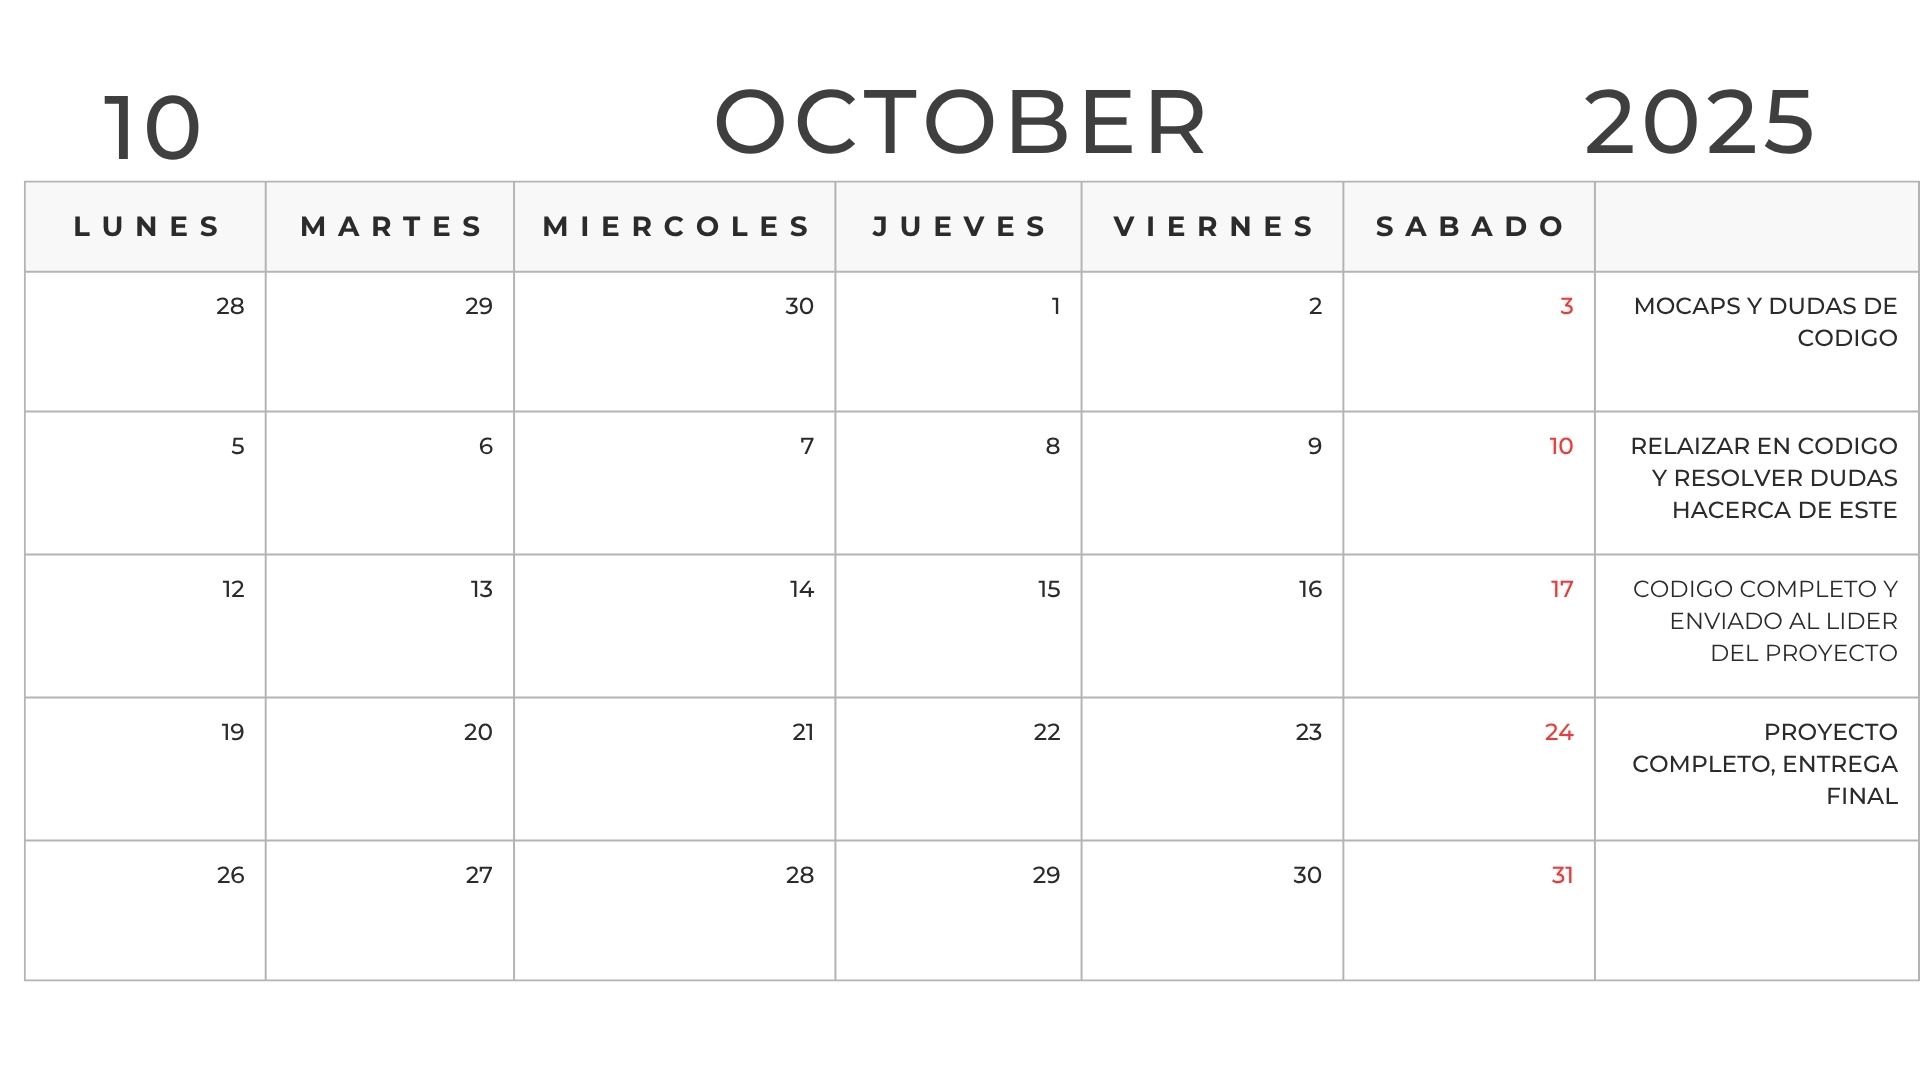 10 OCTOBER 2025
LUNES MARTES MIERCOLES JUEVES VIERNES SABADO
28 29 30 1 2 3 MOCAPS Y DUDAS DE
CODIGO
5 6 7 8 9 10 RELAIZAR EN CODIGO
Y RESOLVER DUDAS
HACERCA DE ESTE
12 13 14 15 16 17 CODIGO COMPLETO Y
ENVIADO AL LIDER
DEL PROYECTO
19 20 21 22 23 24 PROYECTO
COMPLETO, ENTREGA
FINAL
26 27 28 29 30 31